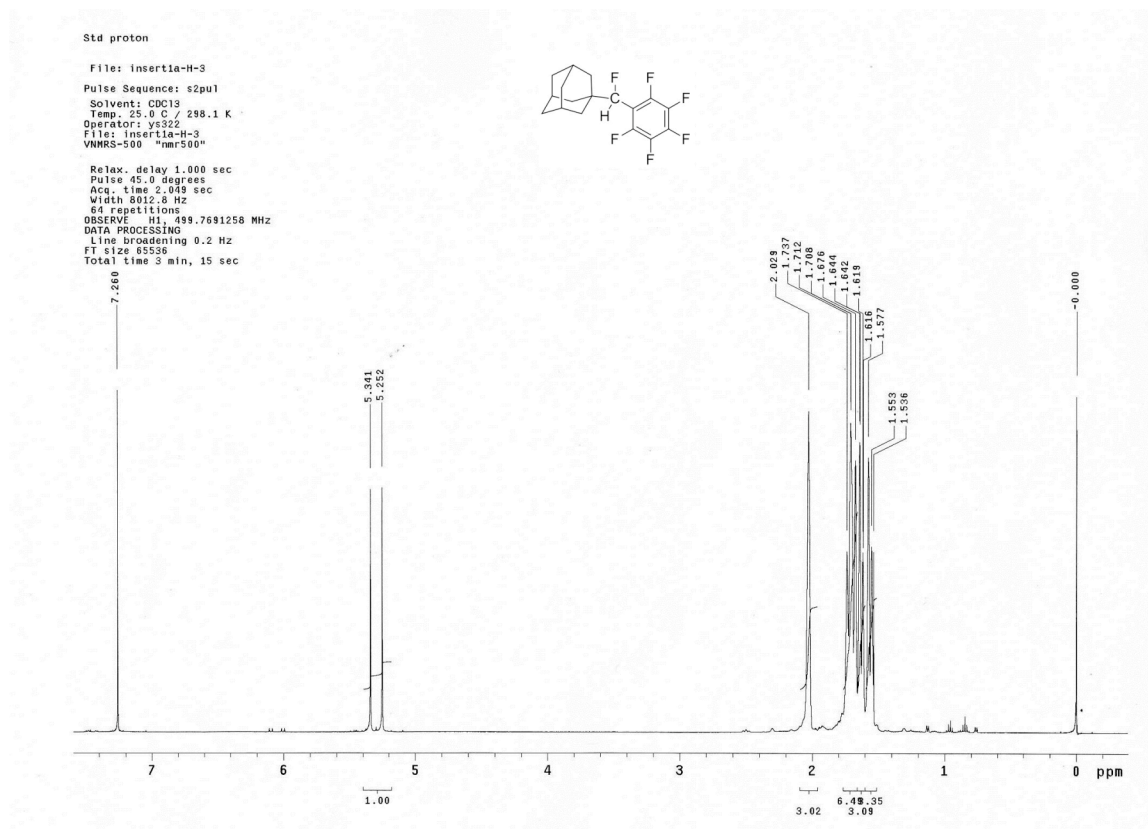 Std proton
File: insert1a-H-3
Pulse Sequence: s2pul
Solvent: CDCl3
Temp. 25.0 C / 298.1 K
Operator: ys322
File: insert1a-H-3
VNMRS-500 "nmr500"
Relax. delay 1.000 sec
Pulse 45.0 degrees
Acq. time 2.049 sec
Width 8012.8 Hz
64 repetitions
OBSERVE H1, 499.7691258 MHz
DATA PROCESSING
Line broadening 0.2 Hz
FT size 65536
Total time 3 min, 15 sec
F F F
H F
F F
7.260
5.341
5.252
2.029
1.737
1.712
1.708
1.676
1.644
1.642
1.619
1.616
1.577
1.553
1.536
-0.000
7 6 5 4 3 2 1 0 ppm
1.00
3.02
6.49
3.09